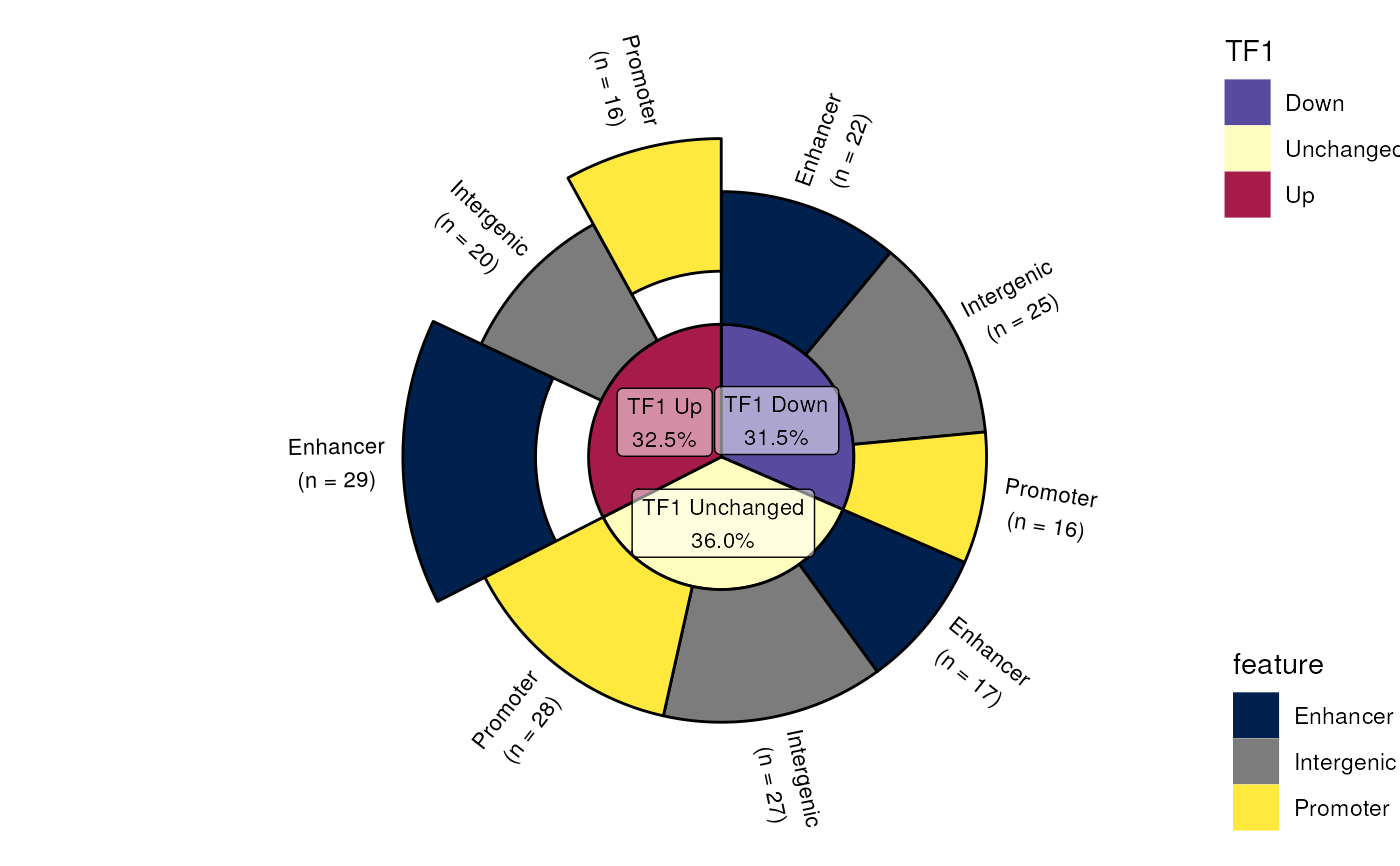 Promoter
(n = 16)
Enhancer
(n = 22)
Intergenic
(n = 20)
Intergenic
(n = 25)
TF1 Up
32.5%
TF1 Down
31.5%
Enhancer
(n = 29)
Promoter
(n = 16)
TF1 Unchanged
36.0%
Enhancer
(n = 17)
Promoter
(n = 28)
Intergenic
(n = 27)
TF1
Down
Unchanged
Up
feature
Enhancer
Intergenic
Promoter